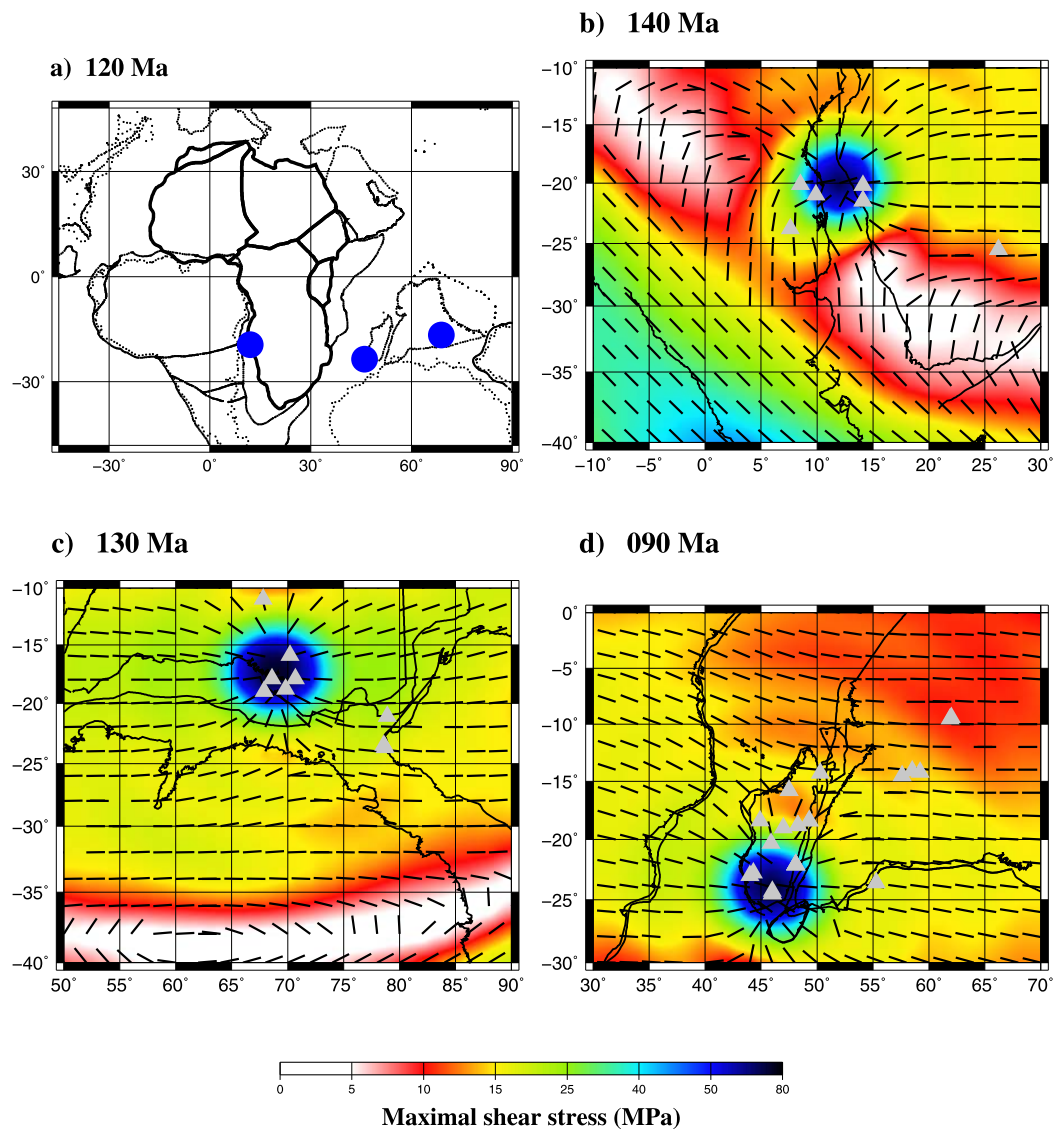 a) 120 Ma
30˚
0˚
−30˚
−30˚ 0˚ 30˚ 60˚ 90˚
b) 140 Ma
−10˚
−15˚
−20˚
−25˚
−30˚
−35˚
−40˚
−10˚ −5˚ 0˚ 5˚ 10˚ 15˚ 20˚ 25˚ 30˚
c) 130 Ma
−10˚
−15˚
−20˚
−25˚
−30˚
−35˚
−40˚
50˚ 55˚ 60˚ 65˚ 70˚ 75˚ 80˚ 85˚ 90˚
d) 090 Ma
0˚
−5˚
−10˚
−15˚
−20˚
−25˚
−30˚
30˚ 35˚ 40˚ 45˚ 50˚ 55˚ 60˚ 65˚ 70˚
0 5 10 15 25 40 50 80
Maximal shear stress (MPa)